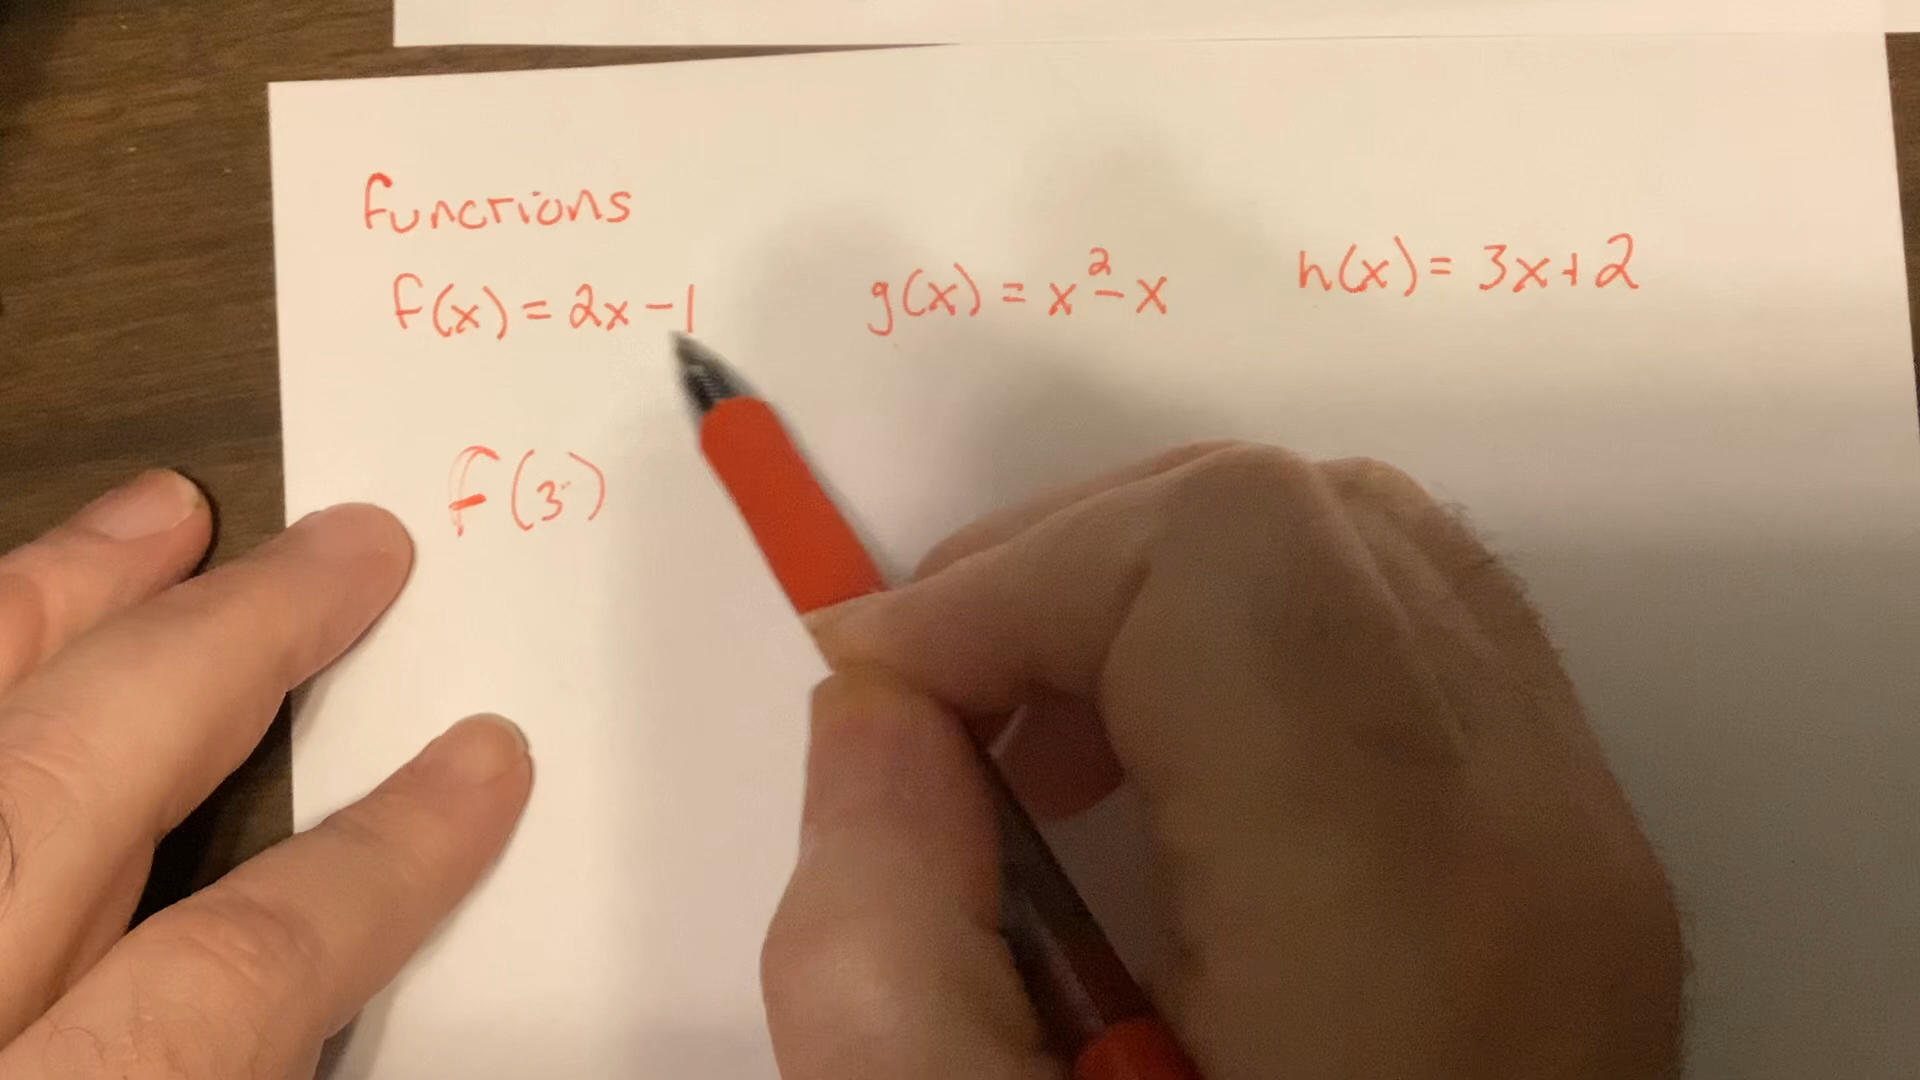 functions
f(x) = 2x - 1 g(x) = x² - x h(x) = 3x + 2
f(3)